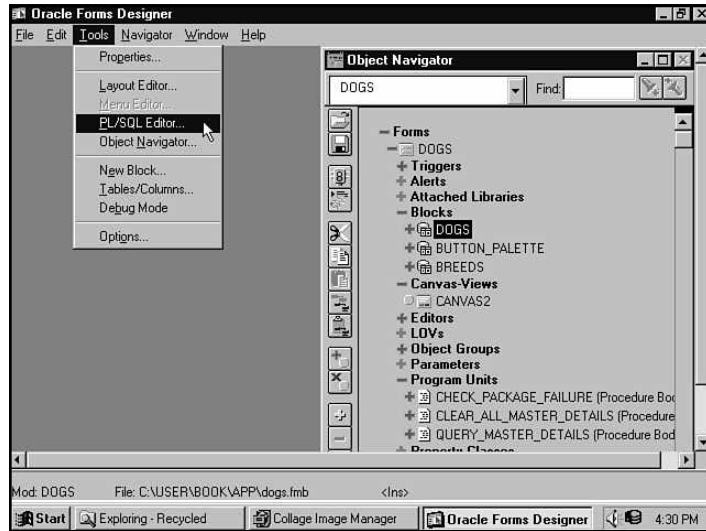 Oracle Forms Designer
File Edit Tools Navigator Window Help
Properties...
Layout Editor...
Menu Editor...
PL/SQL Editor...
Object Navigator...
New Block...
Tables/Columns...
Debug Mode
Options...
Object Navigator
DOGS
Find:
Forms
DOGS
Triggers
Alerts
Attached Libraries
Blocks
DOGS
BUTTON_PALETTE
BREEDS
Canvas-Views
CANVAS2
Editors
LOVs
Object Groups
Parameters
Program Units
CHECK_PACKAGE_FAILURE (Procedure Boc
CLEAR_ALL_MASTER_DETAILS (Procedure
QUERY_MASTER_DETAILS (Procedure Bod
Property Classes
Mod: DOGS File: C:\USER\BOOK\APP\dogs.fmb <Ins>
Start Exploring - Recycled Collage Image Manager Oracle Forms Designer 4:30 PM